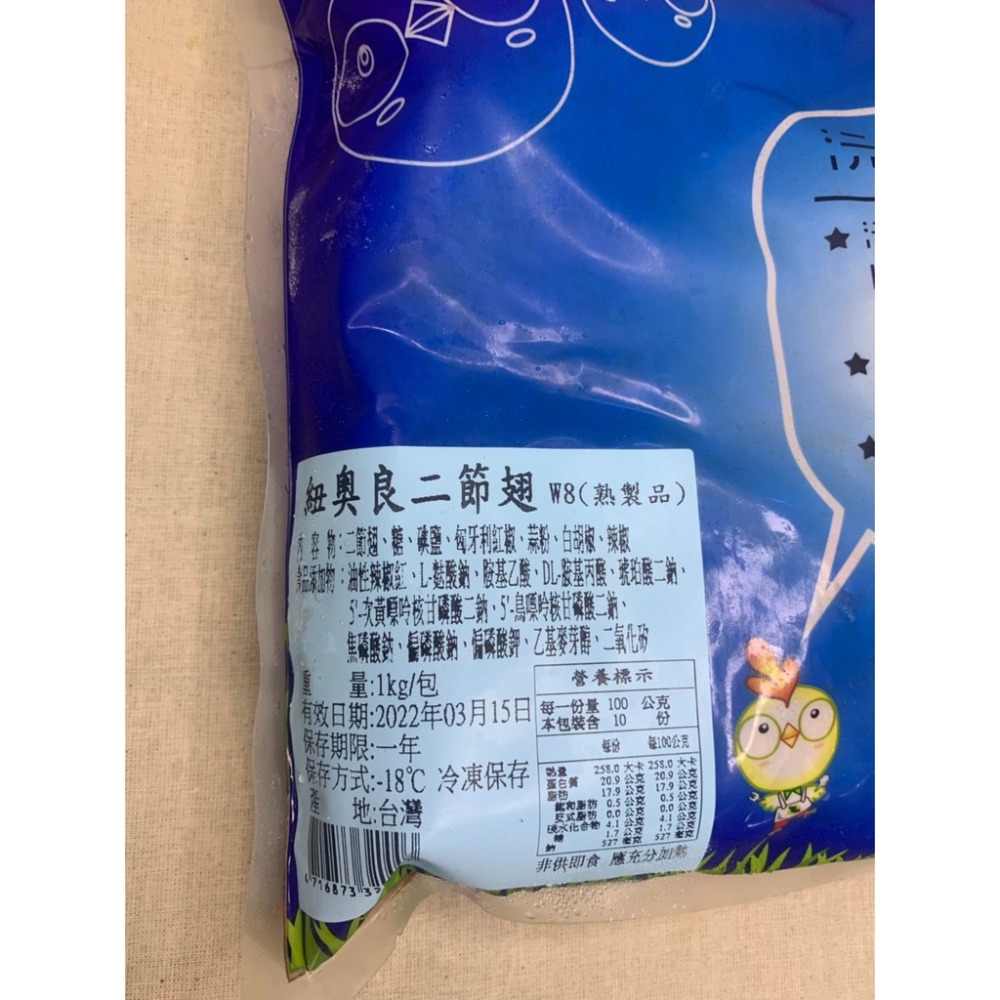 紐奧良二節翅 W8(熟製品)
內容物:二節翅、糖、磷鹽、匈牙利紅椒、蒜粉、白胡椒、辣椒
食品添加物:油性辣椒紅、L-麩酸鈉、胺基乙酸、DL-胺基丙酸、琥珀酸二鈉、
5'-次黃嘌呤核苷磷酸二鈉、5'-鳥嘌呤核苷磷酸二鈉、
焦磷酸鈉、偏磷酸鈉、偏磷酸鉀、乙基麥芽醇、二氧化矽
重 量:1kg/包
有效日期:2022年03月15日
保存期限:一年
保存方式:-18℃ 冷凍保存
產 地:台灣
營養標示
每一份量 100 公克
本包裝含 10 份
每份 每100公克
熱量 258.0 大卡 258.0 大卡
蛋白質 20.9 公克 20.9 公克
脂肪 17.9 公克 17.9 公克
飽和脂肪 0.5 公克 0.5 公克
反式脂肪 0.0 公克 0.0 公克
碳水化合物 4.1 公克 4.1 公克
糖 1.7 公克 1.7 公克
鈉 527 毫克 527 毫克
非供即食 應充分加熱
4 716873 3